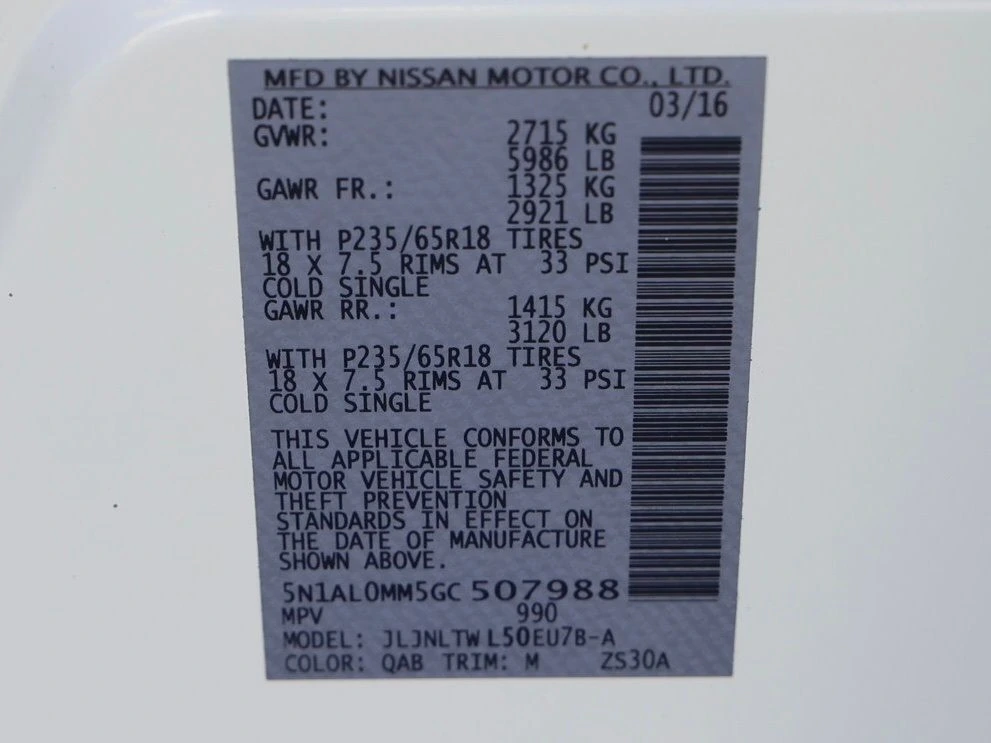 MFD BY NISSAN MOTOR CO., LTD.
DATE: 03/16
GVWR: 2715 KG
5986 LB
GAWR FR.: 1325 KG
2921 LB
WITH P235/65R18 TIRES
18 X 7.5 RIMS AT 33 PSI
COLD SINGLE
GAWR RR.: 1415 KG
3120 LB
WITH P235/65R18 TIRES
18 X 7.5 RIMS AT 33 PSI
COLD SINGLE
THIS VEHICLE CONFORMS TO
ALL APPLICABLE FEDERAL
MOTOR VEHICLE SAFETY AND
THEFT PREVENTION
STANDARDS IN EFFECT ON
THE DATE OF MANUFACTURE
SHOWN ABOVE.
5N1AL0MM5GC 507988
MPV 990
MODEL: JLJNLTW L50EU7B-A
COLOR: QAB TRIM: M ZS30A